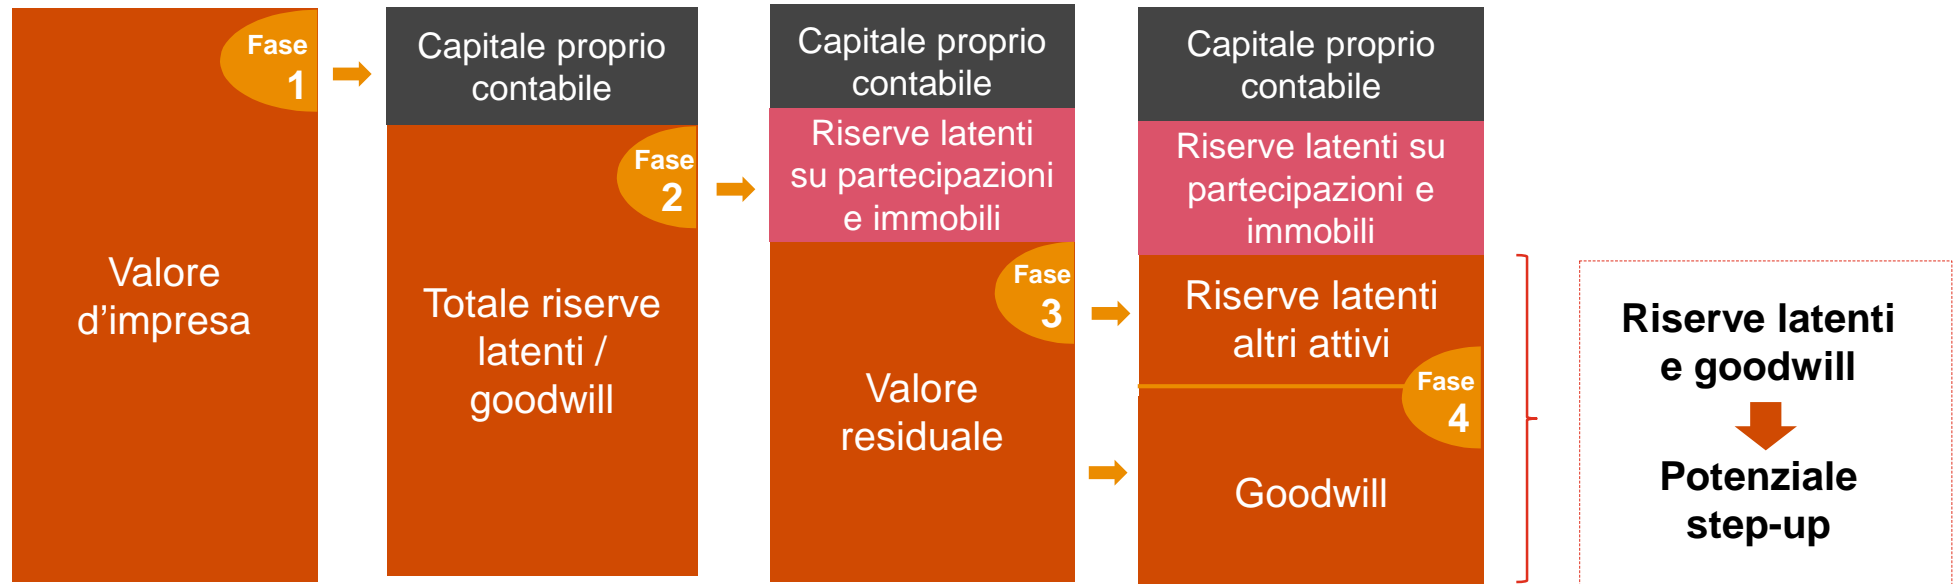 Valore
d’impresa
Fase
1
Capitale proprio
contabile
Totale riserve
latenti /
goodwill
Fase
2
Capitale proprio
contabile
Riserve latenti
su partecipazioni
e immobili
Valore
residuale
Fase
3
Capitale proprio
contabile
Riserve latenti su
partecipazioni e
immobili
Riserve latenti
altri attivi
Fase
4
Goodwill
Riserve latenti
e goodwill
Potenziale
step-up